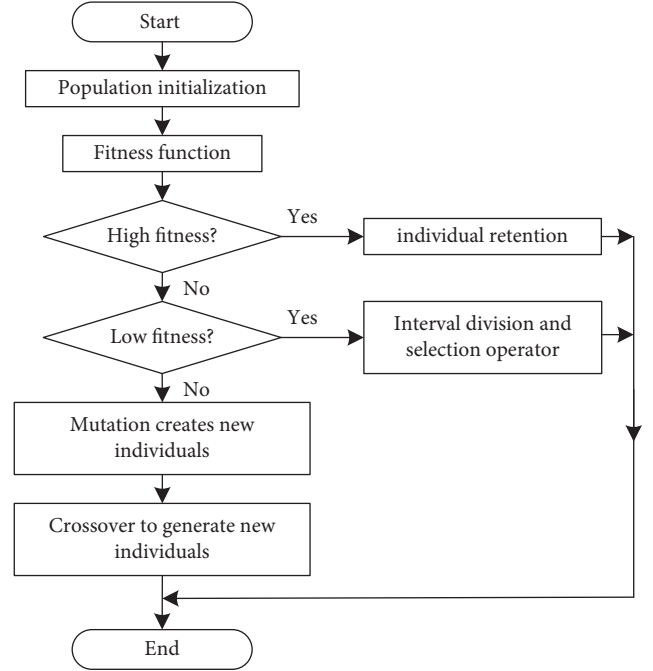 Start
Population initialization
Fitness function
High fitness?
Yes
individual retention
No
Low fitness?
Yes
Interval division and
selection operator
No
Mutation creates new
individuals
Crossover to generate new
individuals
End